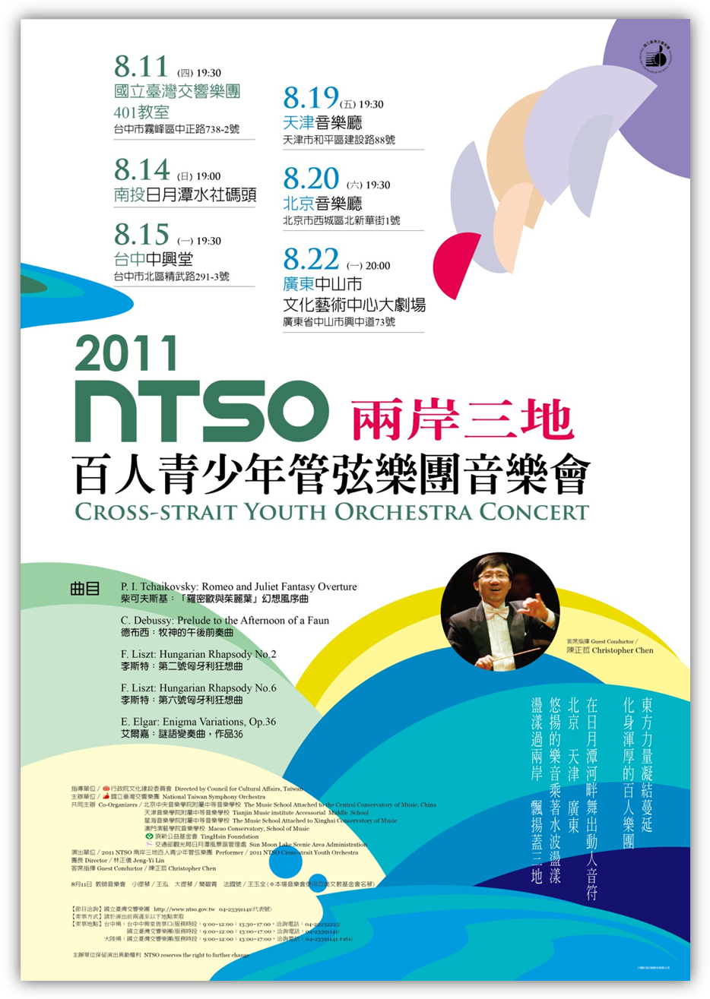 8.11 (四) 19:30
國立臺灣交響樂團
401教室
台中市霧峰區中正路738-2號
8.14 (日) 19:00
南投日月潭水社碼頭
8.15 (一) 19:30
台中中興堂
台中市北區精武路291-3號
8.19 (五) 19:30
天津音樂廳
天津市和平區建設路88號
8.20 (六) 19:30
北京音樂廳
北京市西城區北新華街1號
8.22 (一) 20:00
廣東中山市
文化藝術中心大劇場
廣東省中山市興中道73號
2011
NTSO 兩岸三地
百人青少年管弦樂團音樂會
CROSS-STRAIT YOUTH ORCHESTRA CONCERT
曲目
P. I. Tchaikovsky: Romeo and Juliet Fantasy Overture
柴可夫斯基：「羅密歐與茱麗葉」幻想風序曲
C. Debussy: Prelude to the Afternoon of a Faun
德布西：牧神的午後前奏曲
F. Liszt: Hungarian Rhapsody No.2
李斯特：第二號匈牙利狂想曲
F. Liszt: Hungarian Rhapsody No.6
李斯特：第六號匈牙利狂想曲
E. Elgar: Enigma Variations, Op.36
艾爾嘉：謎語變奏曲，作品36
客席指揮 Guest Conductor /
陳正哲 Christopher Chen
東方力量凝結蔓延
化身渾厚的百人樂團
在日月潭河畔舞出動人音符
北京 天津 廣東
悠揚的樂音乘著水波盪漾
盪漾過兩岸 飄揚蓋三地
指導單位 / 行政院文化建設委員會 Directed by Council for Cultural Affairs, Taiwan
主辦單位 / 國立臺灣交響樂團 National Taiwan Symphony Orchestra
共同主辦 Co-Organizers / 北京中央音樂學院附屬中等音樂學校 The Music School Attached to the Central Conservatory of Music, China
天津音樂學院附屬中等音樂學校 Tianjin Music institute Accessorial Middle School
星海音樂學院附屬中等音樂學校 The Music School Attached to Xinghai Conservatory of Music
澳門演藝學院音樂學校 Macao Conservatory, School of Music
頂新公益基金會 TingHsin Foundation
交通部觀光局日月潭風景區管理處 Sun Moon Lake Scenic Area Administration
演出單位 / 2011 NTSO 兩岸三地百人青少年管弦樂團 Performer / 2011 NTSO Cross-strait Youth Orchestra
團長 Director / 林正儀 Jeng-Yi Lin
客席指揮 Guest Conductor / 陳正哲 Christopher Chen
8月11日 教師音樂會 小提琴 / 王泓 大提琴 / 簡碧青 法國號 / 王玉全 (※本場音樂會使用奇美文教基金會名琴)
【節目洽詢】國立臺灣交響樂團 http://www.ntso.gov.tw 04-23391141(代表號)
【索票方式】請於演出前兩週至以下地點索取
【索票地點】台中場：台中中興堂售票口(服務時段：9:00~12:00；13:30~17:00，洽詢電話：04-22232225)
國立臺灣交響樂團(服務時段：9:00~12:00；13:00~17:00，洽詢電話：04-23391141)
大陸場：國立臺灣交響樂團(服務時段：9:00~12:00；13:00~17:00，洽詢電話：04-23391141 #164)
主辦單位保留演出異動權利 NTSO reserves the right to further change